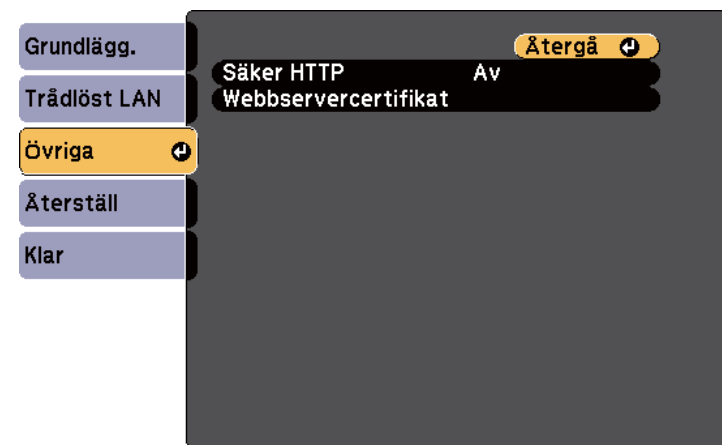 Grundlägg.
Trådlöst LAN
Övriga
Återställ
Klar
Återgå
Säker HTTP Av
Webbservercertifikat